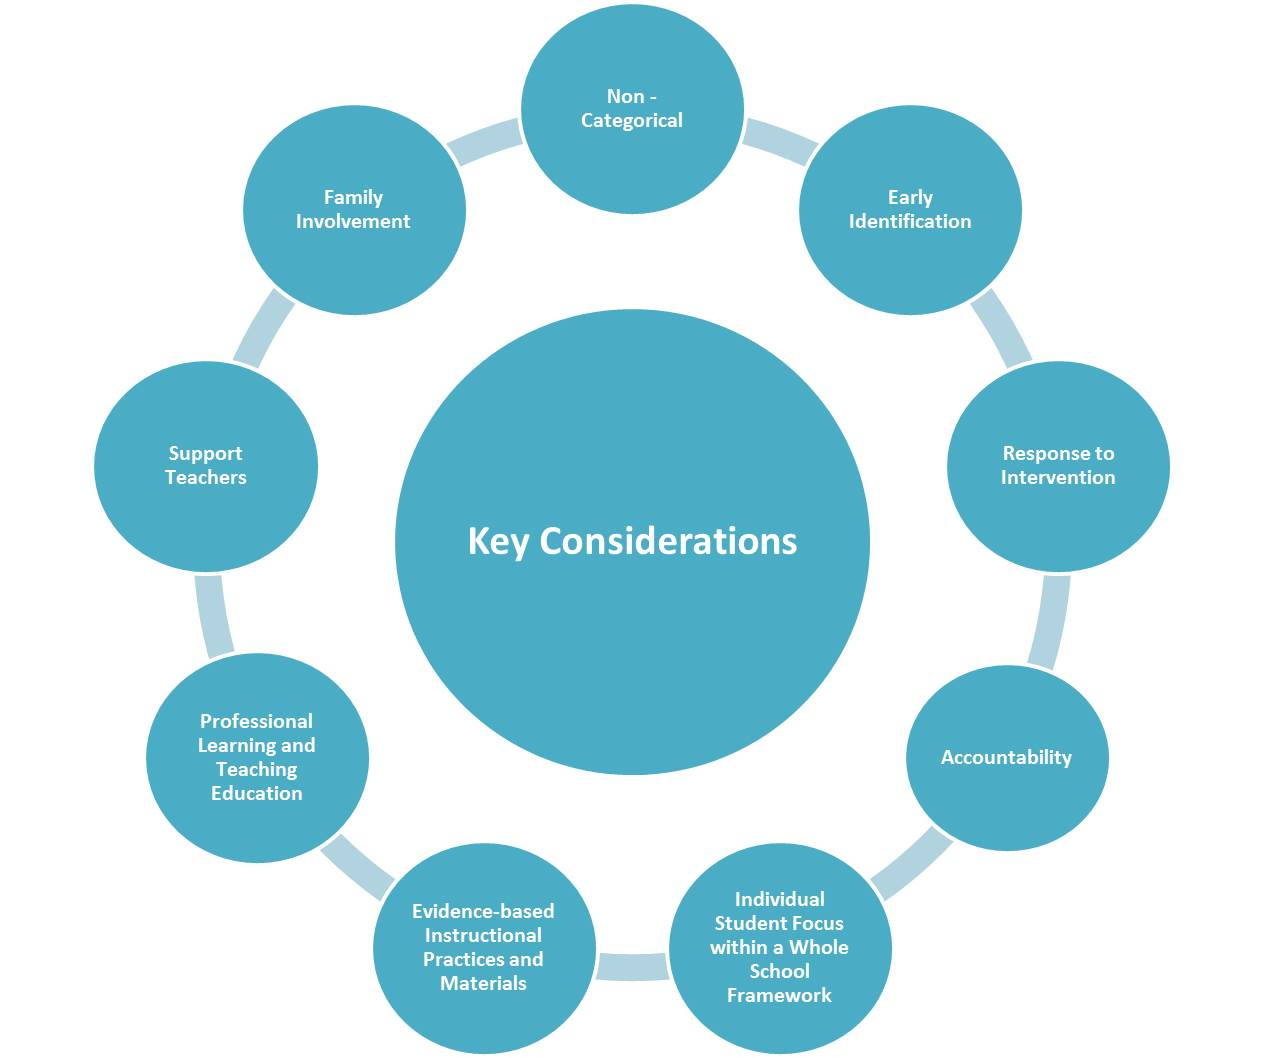 Non -
Categorical
Early
Identification
Response to
Intervention
Accountability
Individual
Student Focus
within a Whole
School
Framework
Evidence-based
Instructional
Practices and
Materials
Professional
Learning and
Teaching
Education
Support
Teachers
Family
Involvement
Key Considerations